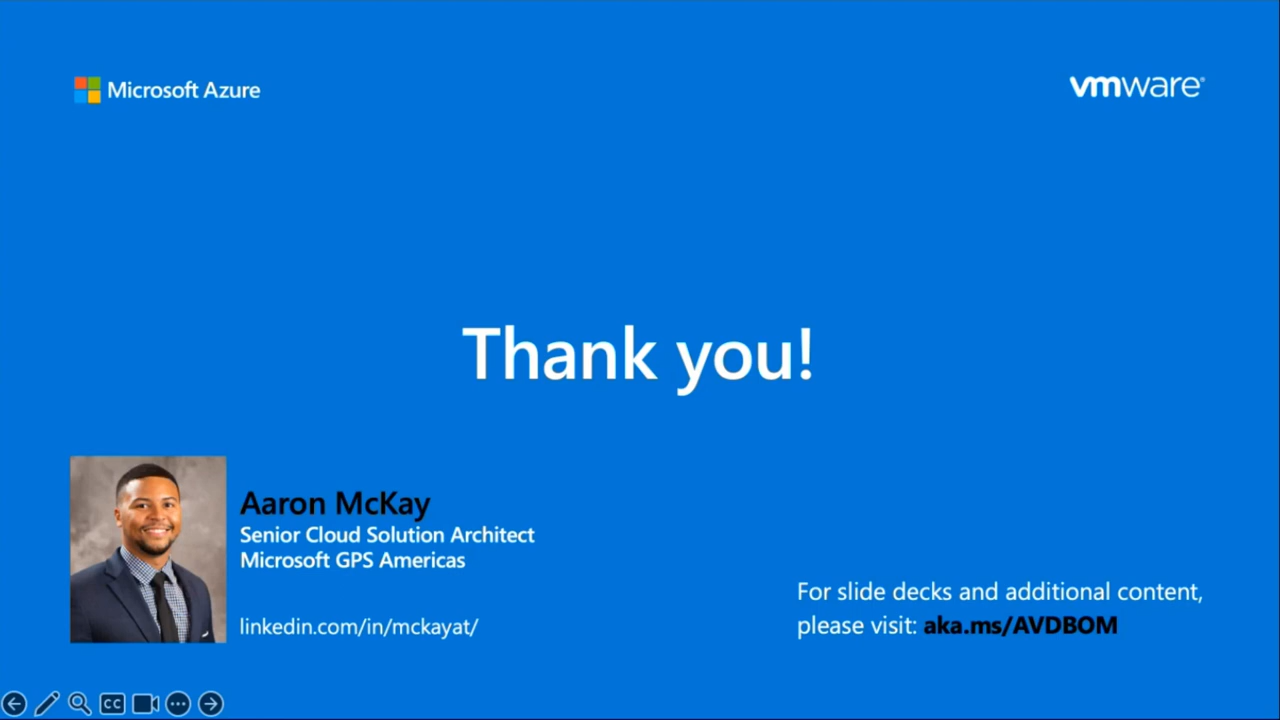 Microsoft Azure
vmware®
Thank you!
Aaron McKay
Senior Cloud Solution Architect
Microsoft GPS Americas
linkedin.com/in/mckayat/
For slide decks and additional content,
please visit: aka.ms/AVDBOM
CC